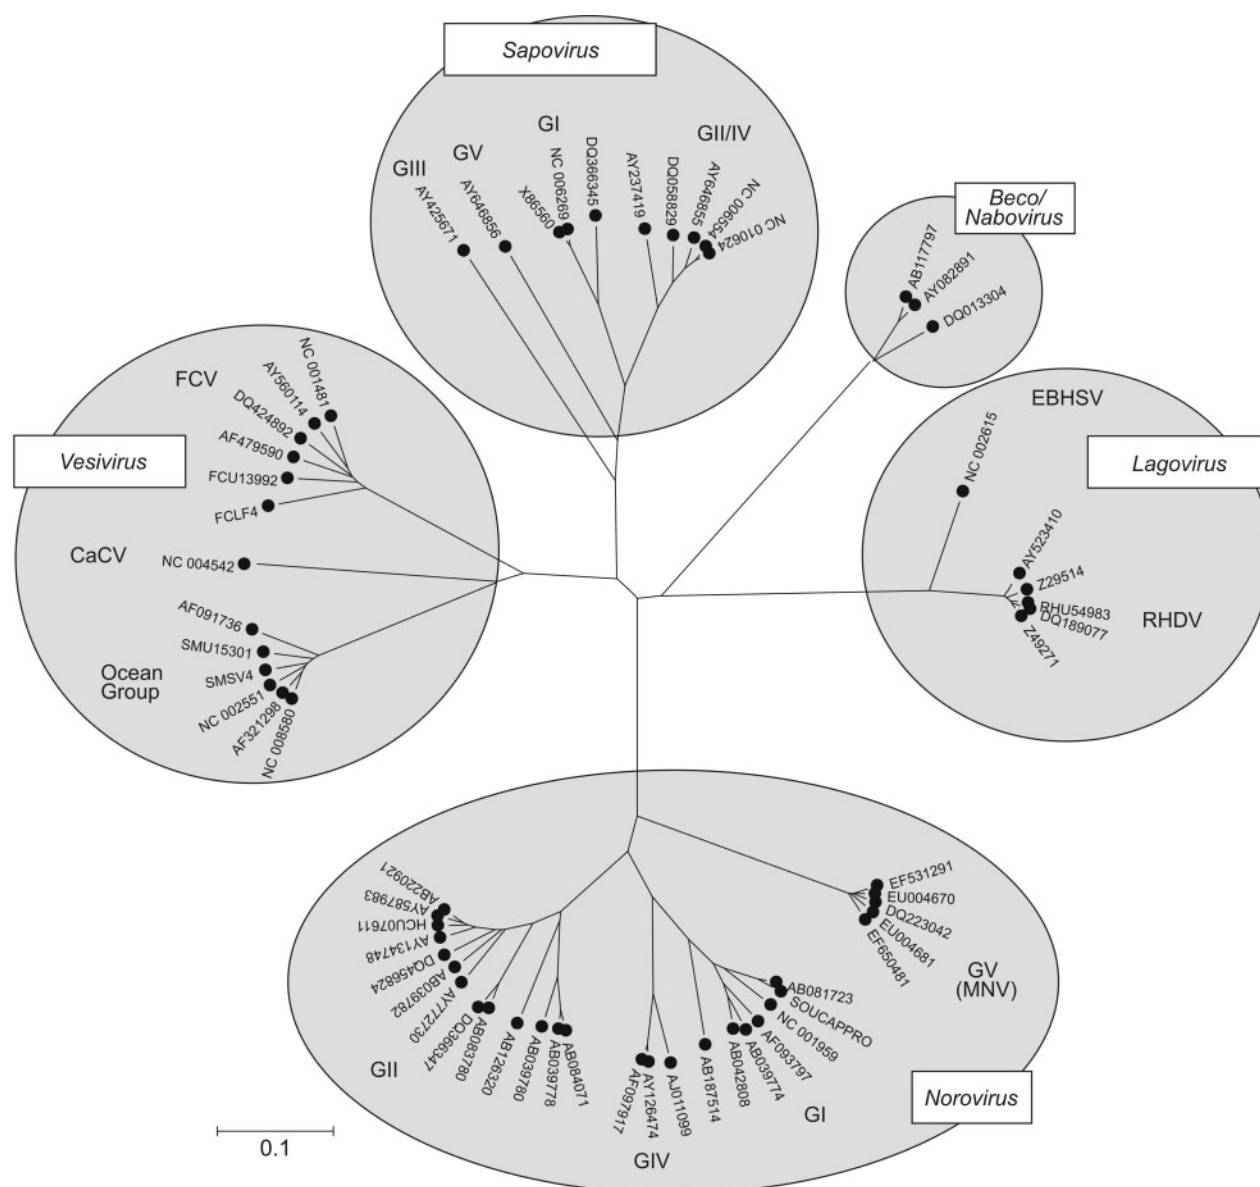 Sapovirus
GIII
GV
GI
GII/IV
AY425671
AY646856
X86560
NC 006269
DQ366345
AY237419
DQ058829
AY646855
NC 006554
NC 010624
Beco/
Nabovirus
AB117797
AY082891
DQ013304
Vesivirus
FCV
NC 001481
AY560114
DQ424892
AF479590
FCU13992
FCLF4
CaCV
NC 004542
Ocean
Group
AF091736
SMU15301
SMSV4
NC 002551
AF321298
NC 008580
EBHSV
Lagovirus
NC 002615
AY523410
Z29514
RHU54983
DQ189077
Z49271
RHDV
AB220921
AY587983
HCU07611
AY134748
DQ456824
AB039782
AY772730
DQ366347
AB083780
AB126320
AB039780
AB039778
AB084071
GII
AF097917
AY126474
AJ011099
GIV
AB187514
AB042808
AB039774
AF093797
NC 001959
SOUCAPPRO
AB081723
GI
EF531291
EU004670
DQ223042
EU004681
EF650481
GV
(MNV)
Norovirus
0.1